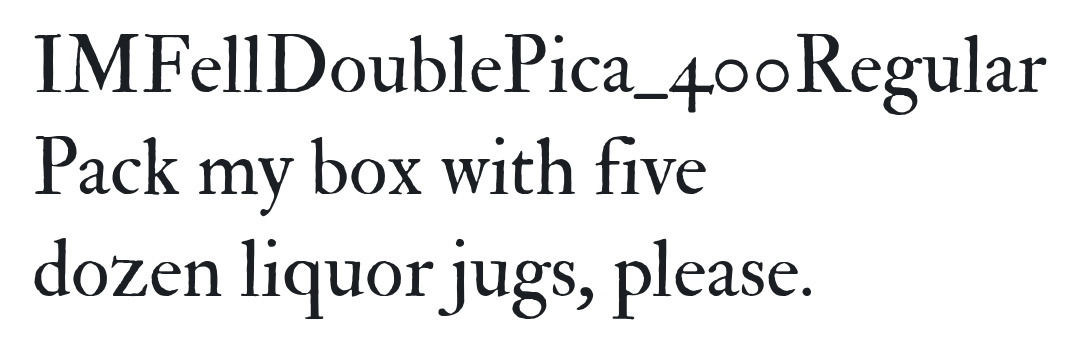 IMFellDoublePica_400Regular
Pack my box with five
dozen liquor jugs, please.